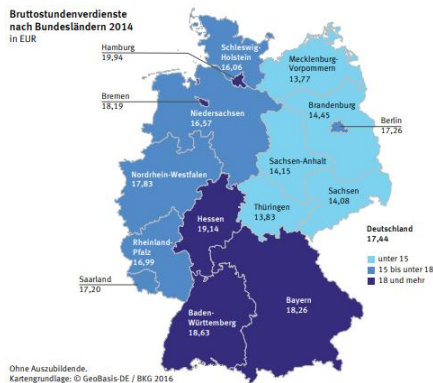 Bruttostundenverdienste
nach Bundesländern 2014
in EUR
Hamburg
19,94
Schleswig-
Holstein
16,06
Mecklenburg-
Vorpommern
13,77
Bremen
18,19
Niedersachsen
16,57
Brandenburg
14,45
Berlin
17,26
Sachsen-Anhalt
14,15
Nordrhein-Westfalen
17,83
Sachsen
14,08
Thüringen
13,83
Hessen
19,14
Deutschland
17,44
unter 15
15 bis unter 18
18 und mehr
Rheinland-
Pfalz
16,99
Saarland
17,20
Bayern
18,26
Baden-
Württemberg
18,63
Ohne Auszubildende.
Kartengrundlage: © GeoBasis-DE / BKG 2016